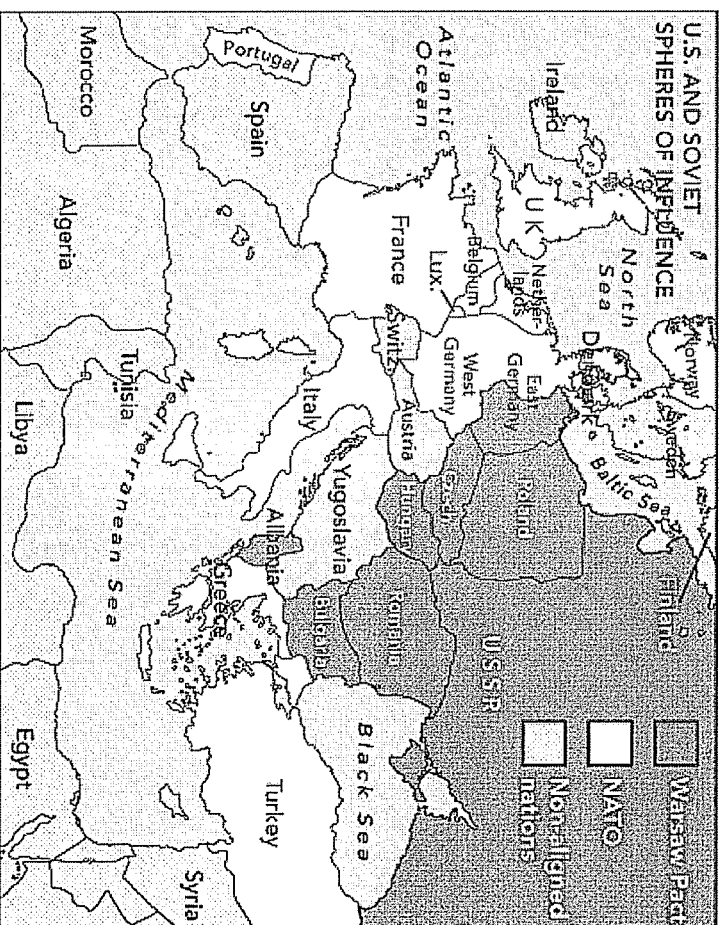 U.S. AND SOVIET
SPHERES OF INFLUENCE
Warsaw Pact
NATO
Non-aligned
nations
Norway
Sweden
Finland
North
Sea
Baltic Sea
Denmark
Ireland
UK
Nether-
lands
Belgium
Lux.
East
Germany
West
Germany
Poland
USSR
Atlantic
Ocean
France
Switz.
Austria
Hungary
Romania
Portugal
Spain
Italy
Yugoslavia
Bulgaria
Black Sea
Albania
Greece
Turkey
Mediterranean Sea
Morocco
Algeria
Tunisia
Libya
Egypt
Syria